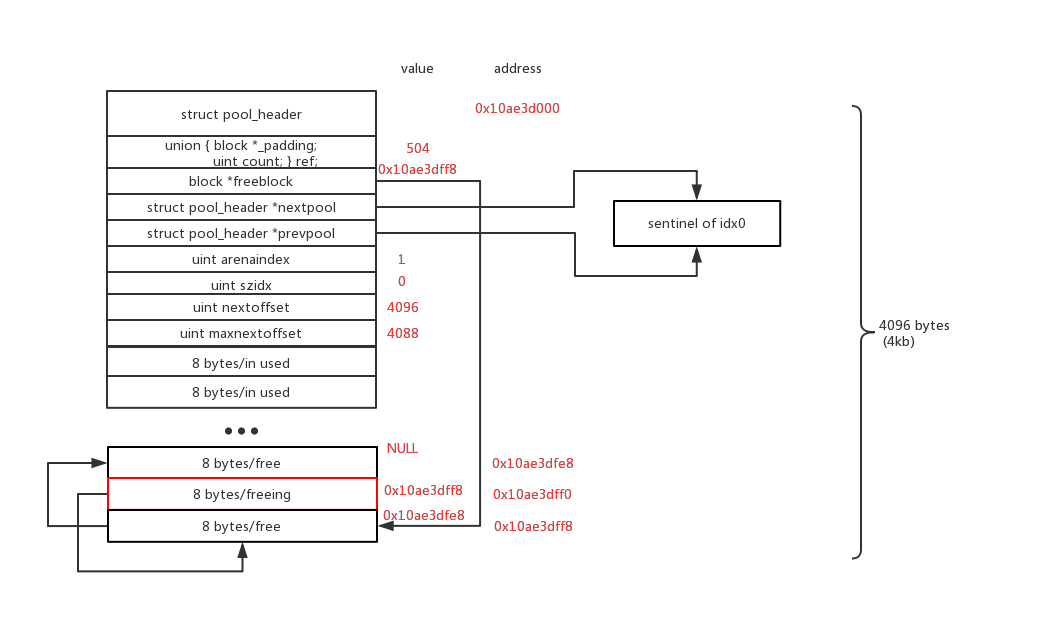 value address
0x10ae3d000
struct pool_header
union { block *_padding;
uint count; } ref;
504
0x10ae3dff8
block *freeblock
struct pool_header *nextpool
sentinel of idx0
struct pool_header *prevpool
uint arenaindex
1
uint szidx
0
uint nextoffset
4096
uint maxnextoffset
4088
4096 bytes
(4kb)
8 bytes/in used
8 bytes/in used
NULL
8 bytes/free
0x10ae3dfe8
8 bytes/freeing
0x10ae3dff8
0x10ae3dff0
0x10ae3dfe8
8 bytes/free
0x10ae3dff8